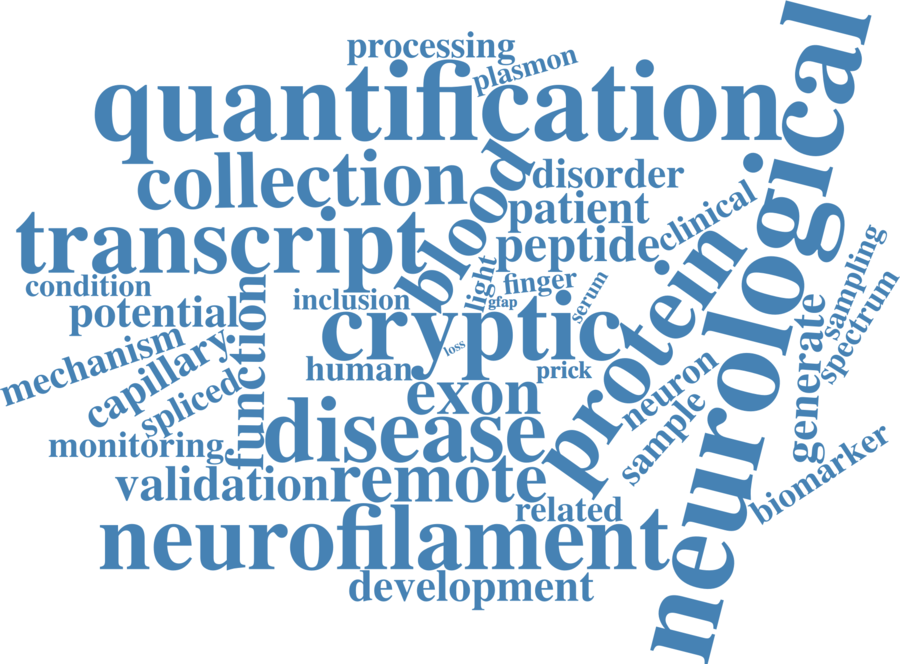 processing
plasmon
quantification
neurological
collection
blood
disorder
patient
clinical
transcript
peptide
protein
condition
potential
function
inclusion
light
gfap
finger
serum
sampling
spectrum
mechanism
capillary
spliced
cryptic
loss
human
prick
neuron
sample
generate
exon
disease
monitoring
validation
remote
biomarker
related
neurofilament
development